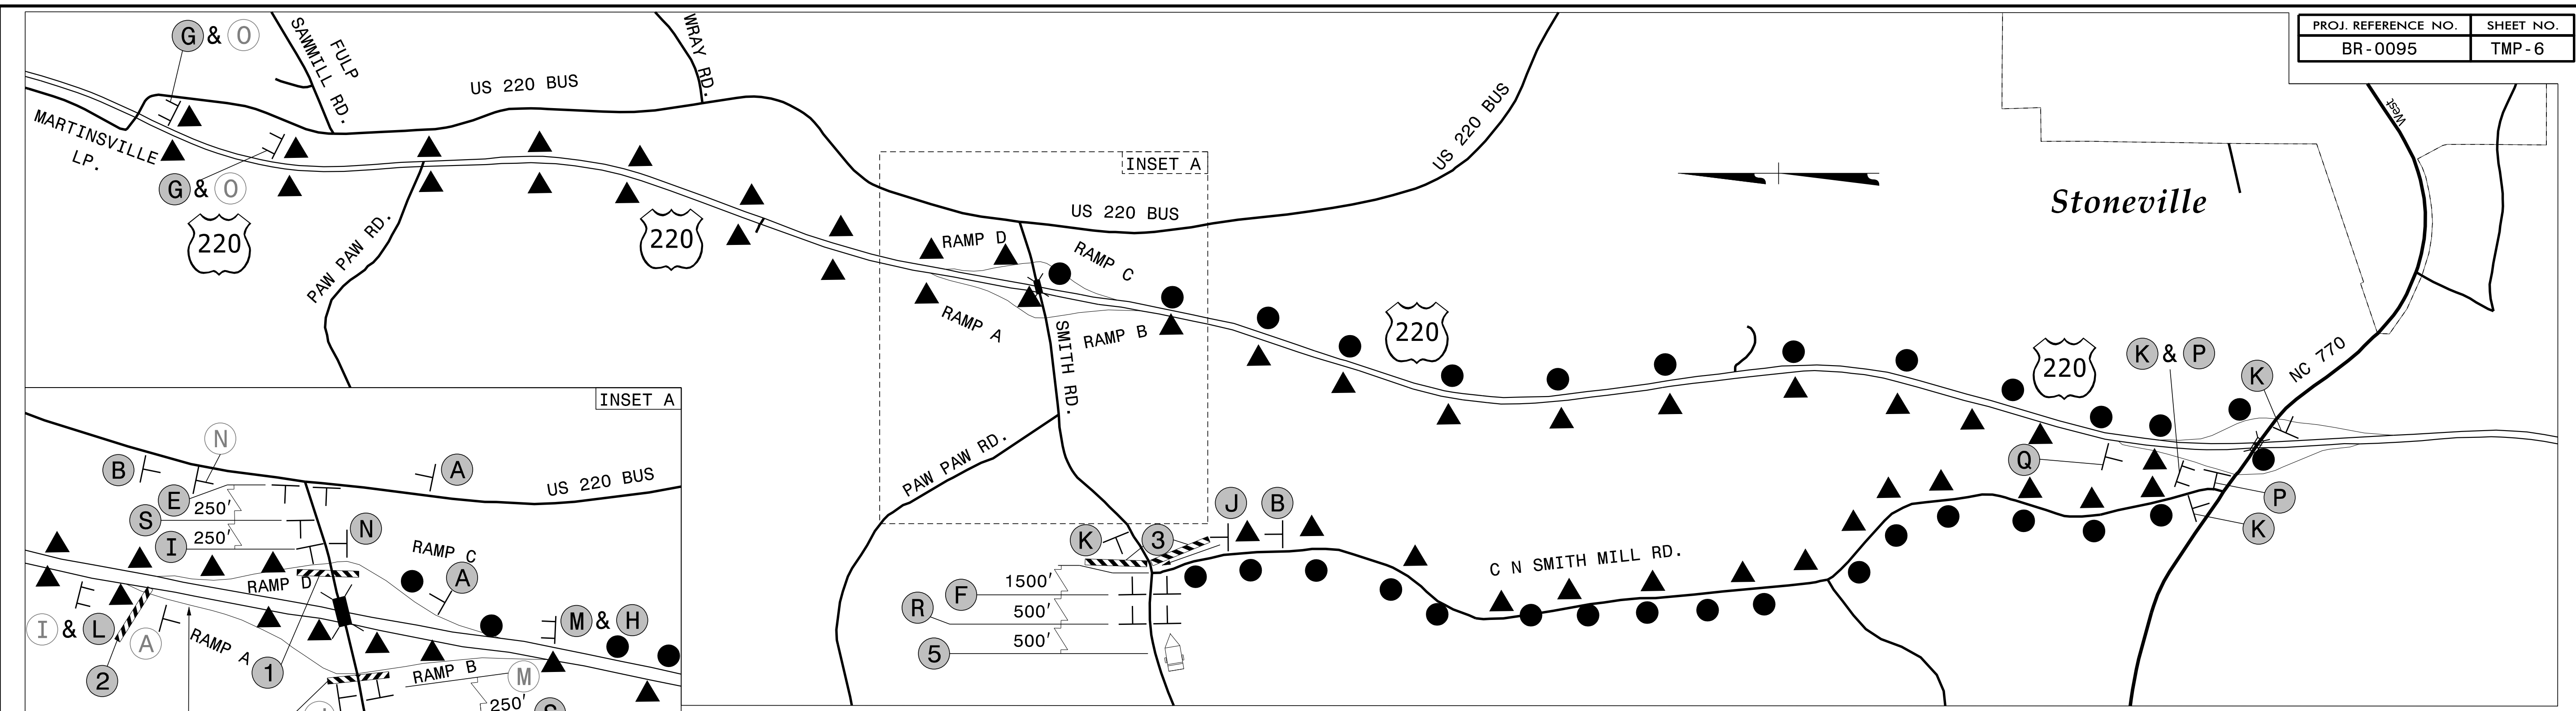 PROJ. REFERENCE NO. SHEET NO.
BR-0095 TMP-6
G & O
FULP
SAWMILL RD.
WRAY RD.
US 220 BUS
US 220 BUS
West
MARTINSVILLE
LP.
INSET A
G & O
Stoneville
220
220
PAW PAW RD.
US 220 BUS
RAMP D
RAMP C
RAMP A
SMITH RD.
RAMP B
220
220
K & P
K
NC 770
INSET A
N
B
A
US 220 BUS
E
250'
S
250'
I
N
RAMP C
A
RAMP D
I & L
A
RAMP A
M & H
2
1
RAMP B
M
250'
PAW PAW RD.
Q
P
K
J
B
K
3
C N SMITH MILL RD.
1500'
F
500'
R
500'
5